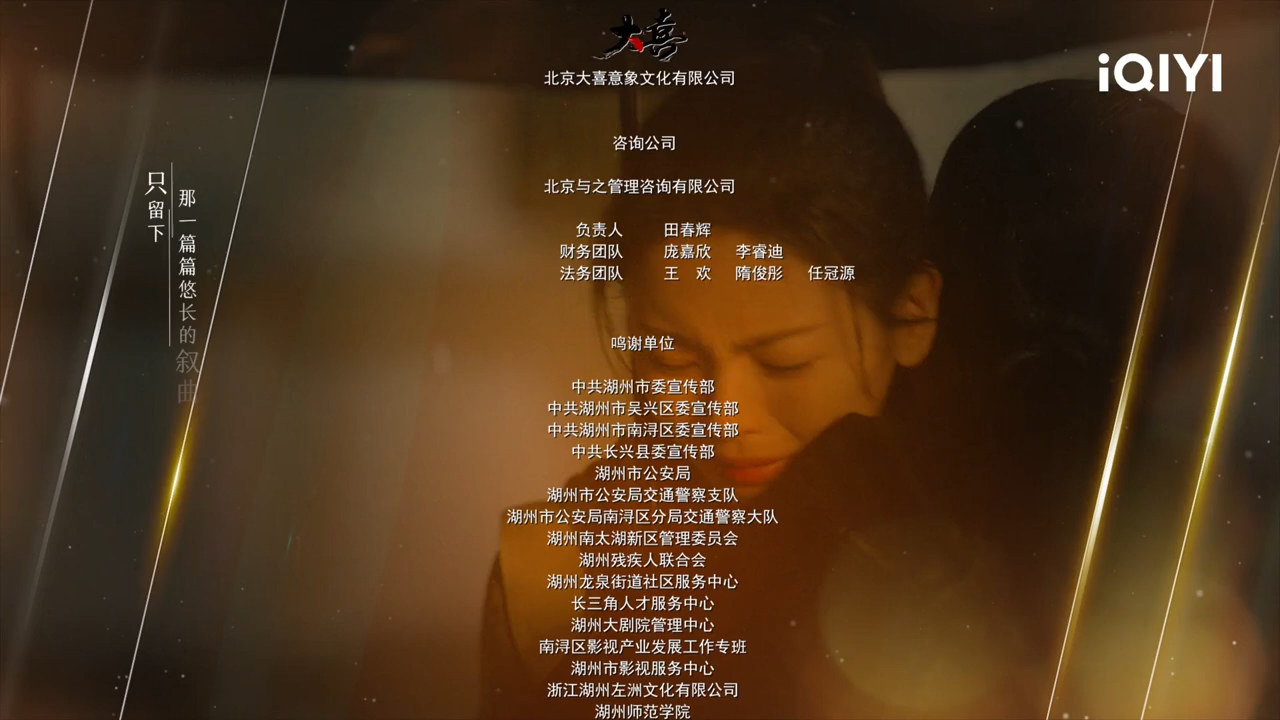 大喜
iQIYI
北京大喜意象文化有限公司
咨询公司
北京与之管理咨询有限公司
负责人 田春辉
财务团队 庞嘉欣 李睿迪
法务团队 王 欢 隋俊彤 任冠源
鸣谢单位
中共湖州市委宣传部
中共湖州市吴兴区委宣传部
中共湖州市南浔区委宣传部
中共长兴县委宣传部
湖州市公安局
湖州市公安局交通警察支队
湖州市公安局南浔区分局交通警察大队
湖州南太湖新区管理委员会
湖州残疾人联合会
湖州龙泉街道社区服务中心
长三角人才服务中心
湖州大剧院管理中心
南浔区影视产业发展工作专班
湖州市影视服务中心
浙江湖州左洲文化有限公司
湖州师范学院
只留下
那一篇篇悠长的叙曲